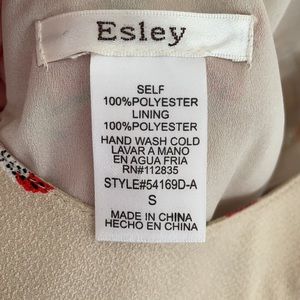 Esley
SELF
100%POLYESTER
LINING
100%POLYESTER
HAND WASH COLD
LAVAR A MANO
EN AGUA FRIA
RN#112835
STYLE#54169D-A
S
MADE IN CHINA
HECHO EN CHINA